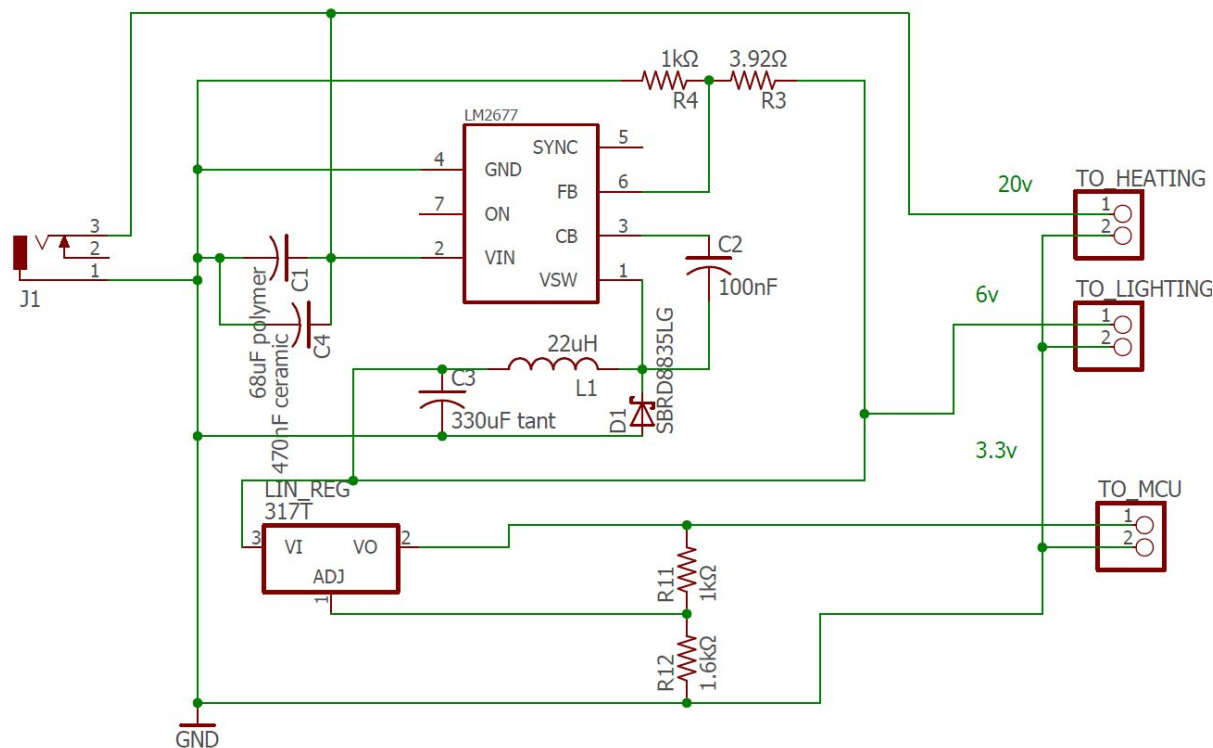 1kΩ
3.92Ω
R4
R3
LM2677
SYNC
5
4
GND
FB
6
7
ON
CB
3
VIN
2
VSW
1
C2
100nF
3
2
1
J1
C1
68uF polymer
C4
470nF ceramic
22uH
L1
C3
330uF tant
D1
SBRD8835LG
20v
TO_HEATING
1
2
6v
TO_LIGHTING
1
2
3.3v
TO_MCU
1
2
LIN_REG
317T
3
VI
VO
2
ADJ
1
R11
1kΩ
R12
1.6kΩ
GND